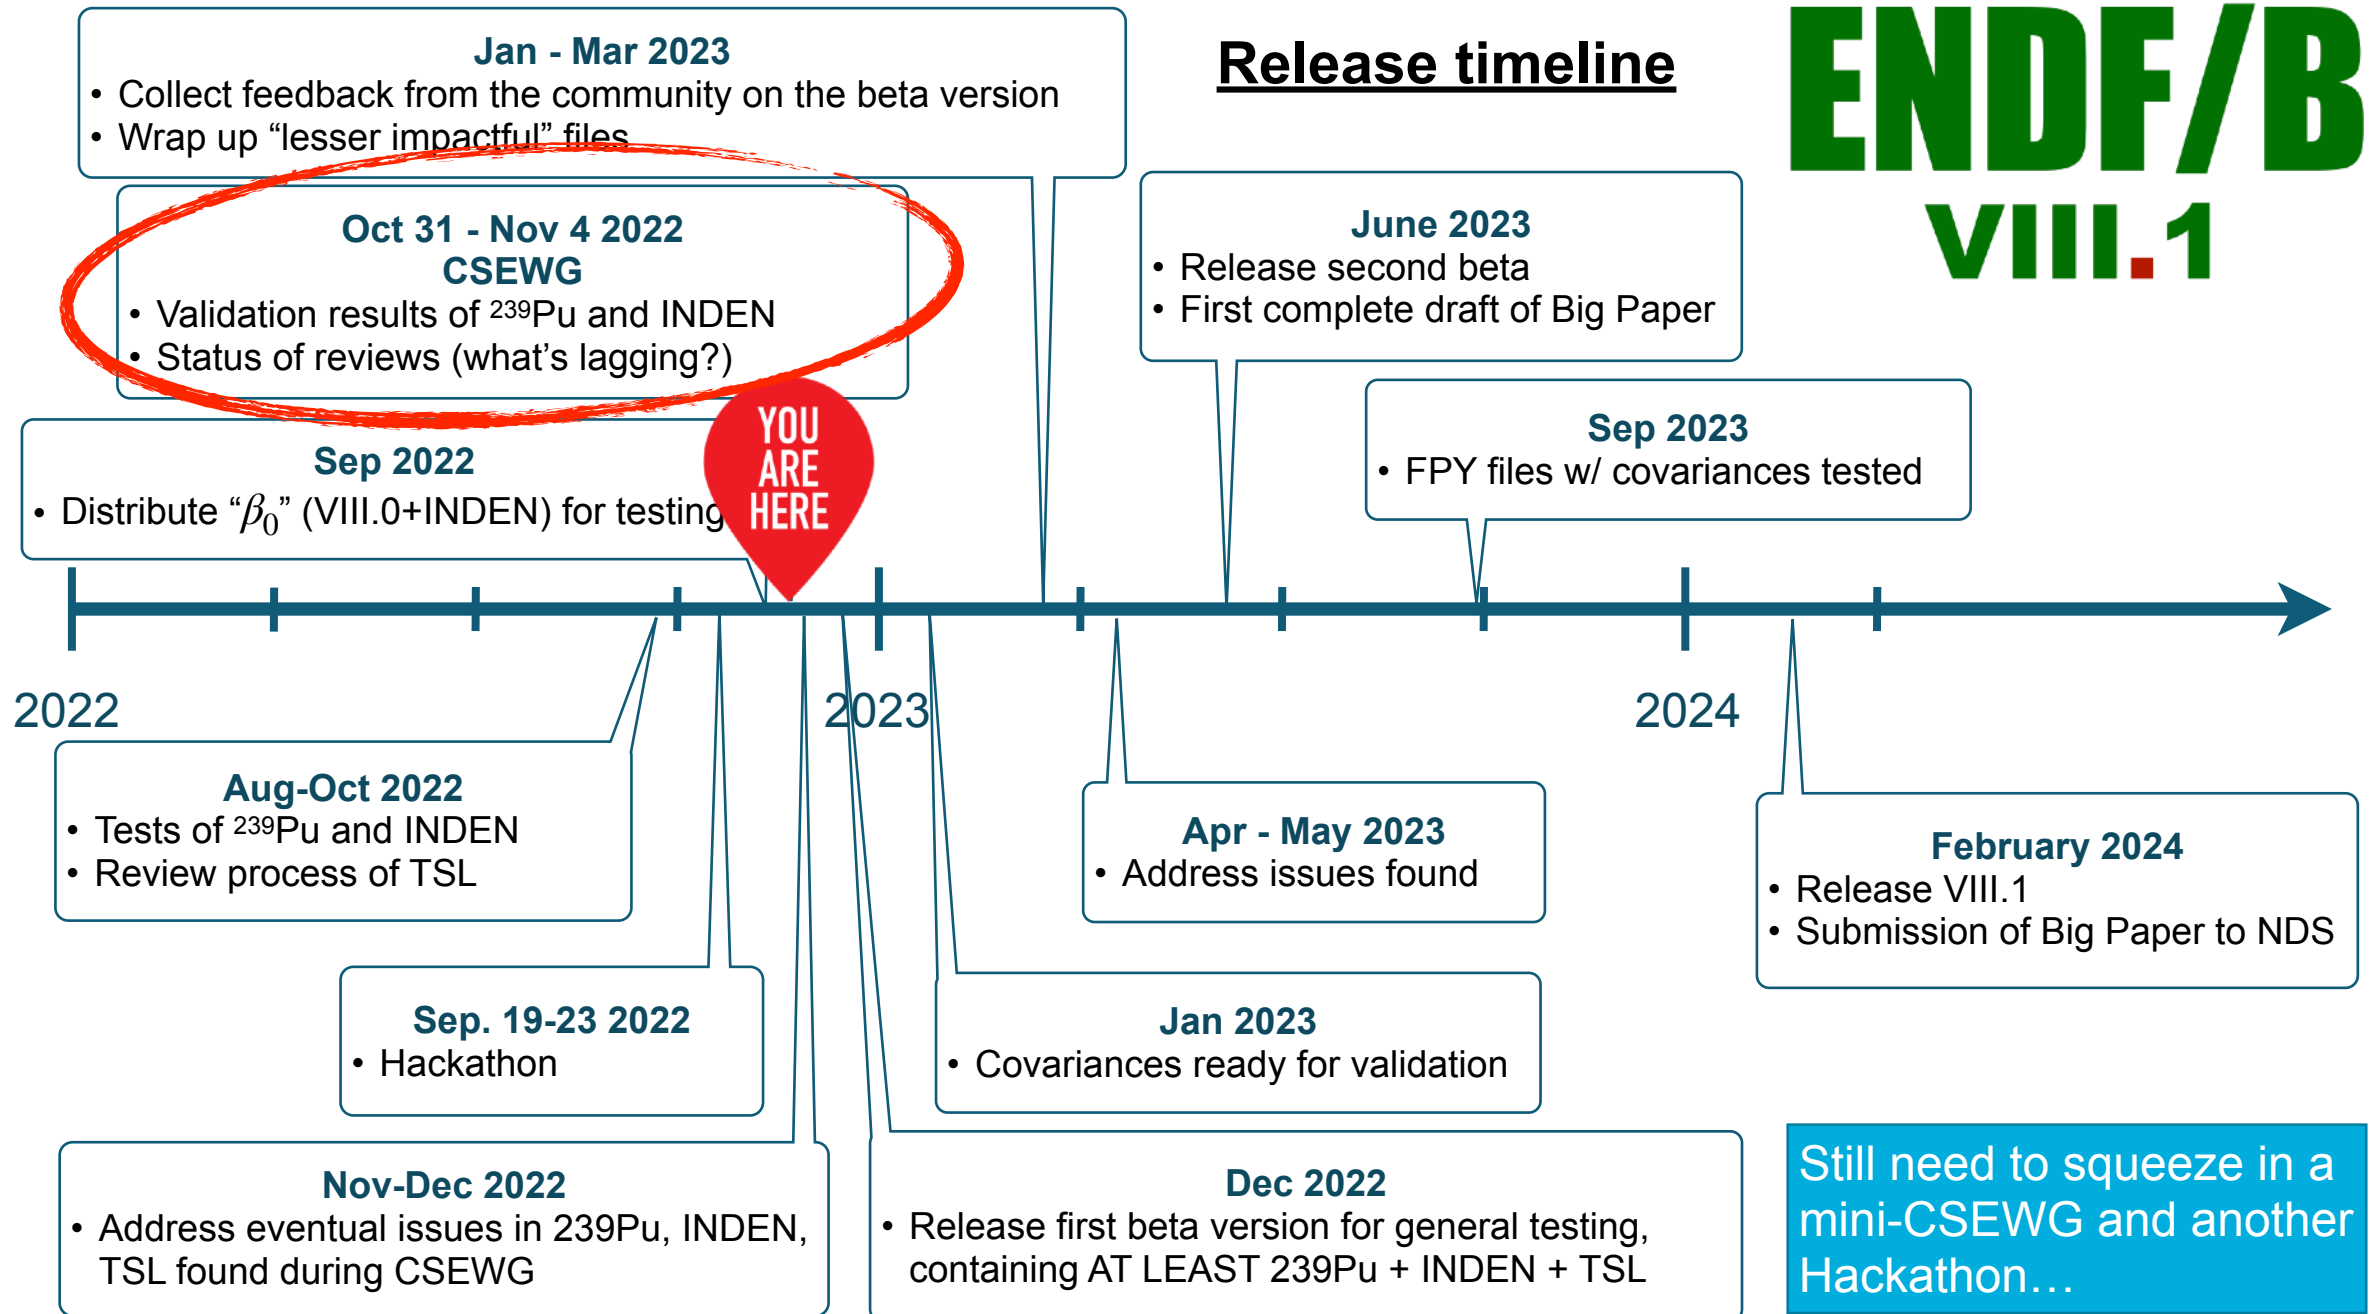 Release timeline
ENDF/B
VIII.1
Jan - Mar 2023
• Collect feedback from the community on the beta version
• Wrap up “lesser impactful” files
Oct 31 - Nov 4 2022
CSEWG
• Validation results of ²³⁹Pu and INDEN
• Status of reviews (what’s lagging?)
June 2023
• Release second beta
• First complete draft of Big Paper
Sep 2022
• Distribute “β₀” (VIII.0+INDEN) for testing
YOU
ARE
HERE
Sep 2023
• FPY files w/ covariances tested
2022
2023
2024
Aug-Oct 2022
• Tests of ²³⁹Pu and INDEN
• Review process of TSL
Apr - May 2023
• Address issues found
February 2024
• Release VIII.1
• Submission of Big Paper to NDS
Sep. 19-23 2022
• Hackathon
Jan 2023
• Covariances ready for validation
Nov-Dec 2022
• Address eventual issues in 239Pu, INDEN,
TSL found during CSEWG
Dec 2022
• Release first beta version for general testing,
containing AT LEAST 239Pu + INDEN + TSL
Still need to squeeze in a
mini-CSEWG and another
Hackathon…